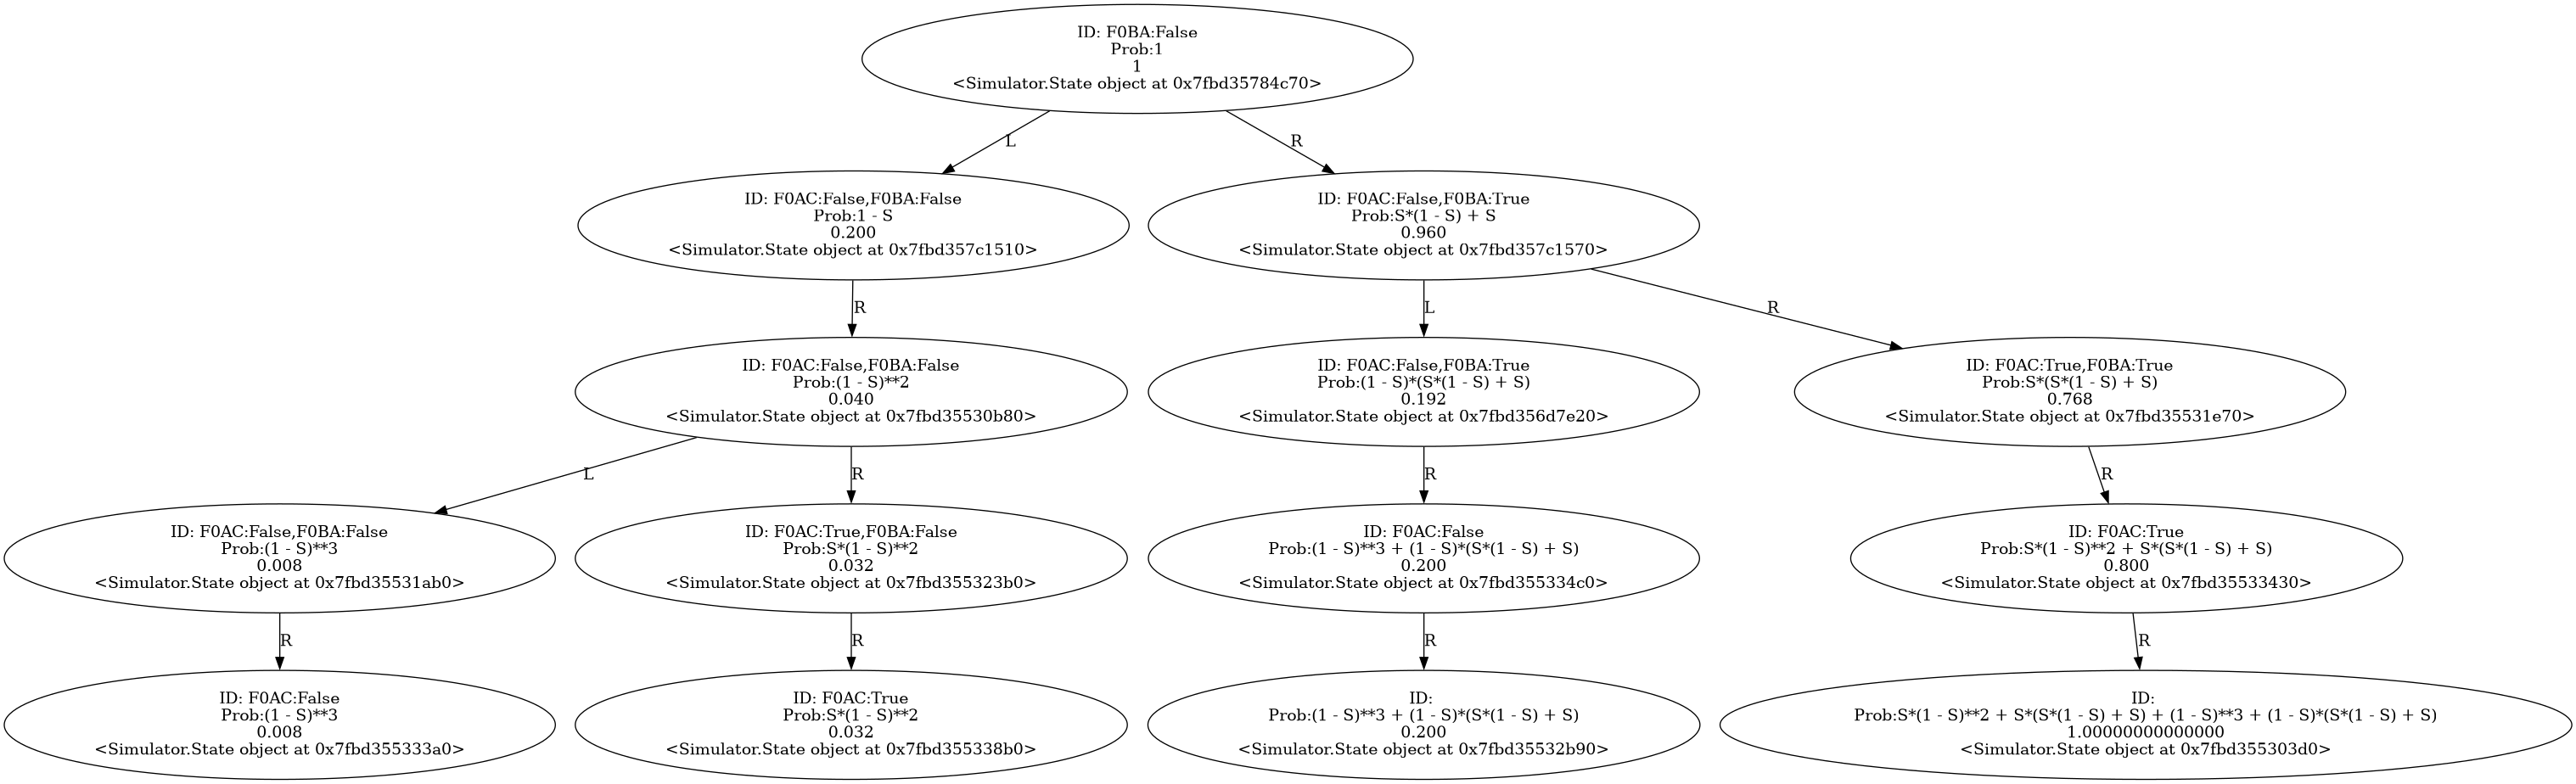 ID: F0BA:False
Prob:1
1
<Simulator.State object at 0x7fbd35784c70>
L
R
ID: F0AC:False,F0BA:False
Prob:1 - S
0.200
<Simulator.State object at 0x7fbd357c1510>
ID: F0AC:False,F0BA:True
Prob:S*(1 - S) + S
0.960
<Simulator.State object at 0x7fbd357c1570>
R
L
R
ID: F0AC:False,F0BA:False
Prob:(1 - S)**2
0.040
<Simulator.State object at 0x7fbd35530b80>
ID: F0AC:False,F0BA:True
Prob:(1 - S)*(S*(1 - S) + S)
0.192
<Simulator.State object at 0x7fbd356d7e20>
ID: F0AC:True,F0BA:True
Prob:S*(S*(1 - S) + S)
0.768
<Simulator.State object at 0x7fbd35531e70>
L
R
R
R
ID: F0AC:False,F0BA:False
Prob:(1 - S)**3
0.008
<Simulator.State object at 0x7fbd35531ab0>
ID: F0AC:True,F0BA:False
Prob:S*(1 - S)**2
0.032
<Simulator.State object at 0x7fbd355323b0>
ID: F0AC:False
Prob:(1 - S)**3 + (1 - S)*(S*(1 - S) + S)
0.200
<Simulator.State object at 0x7fbd355334c0>
ID: F0AC:True
Prob:S*(1 - S)**2 + S*(S*(1 - S) + S)
0.800
<Simulator.State object at 0x7fbd35533430>
R
R
R
R
ID: F0AC:False
Prob:(1 - S)**3
0.008
<Simulator.State object at 0x7fbd355333a0>
ID: F0AC:True
Prob:S*(1 - S)**2
0.032
<Simulator.State object at 0x7fbd355338b0>
ID:
Prob:(1 - S)**3 + (1 - S)*(S*(1 - S) + S)
0.200
<Simulator.State object at 0x7fbd35532b90>
ID:
Prob:S*(1 - S)**2 + S*(S*(1 - S) + S) + (1 - S)**3 + (1 - S)*(S*(1 - S) + S)
1.00000000000000
<Simulator.State object at 0x7fbd355303d0>